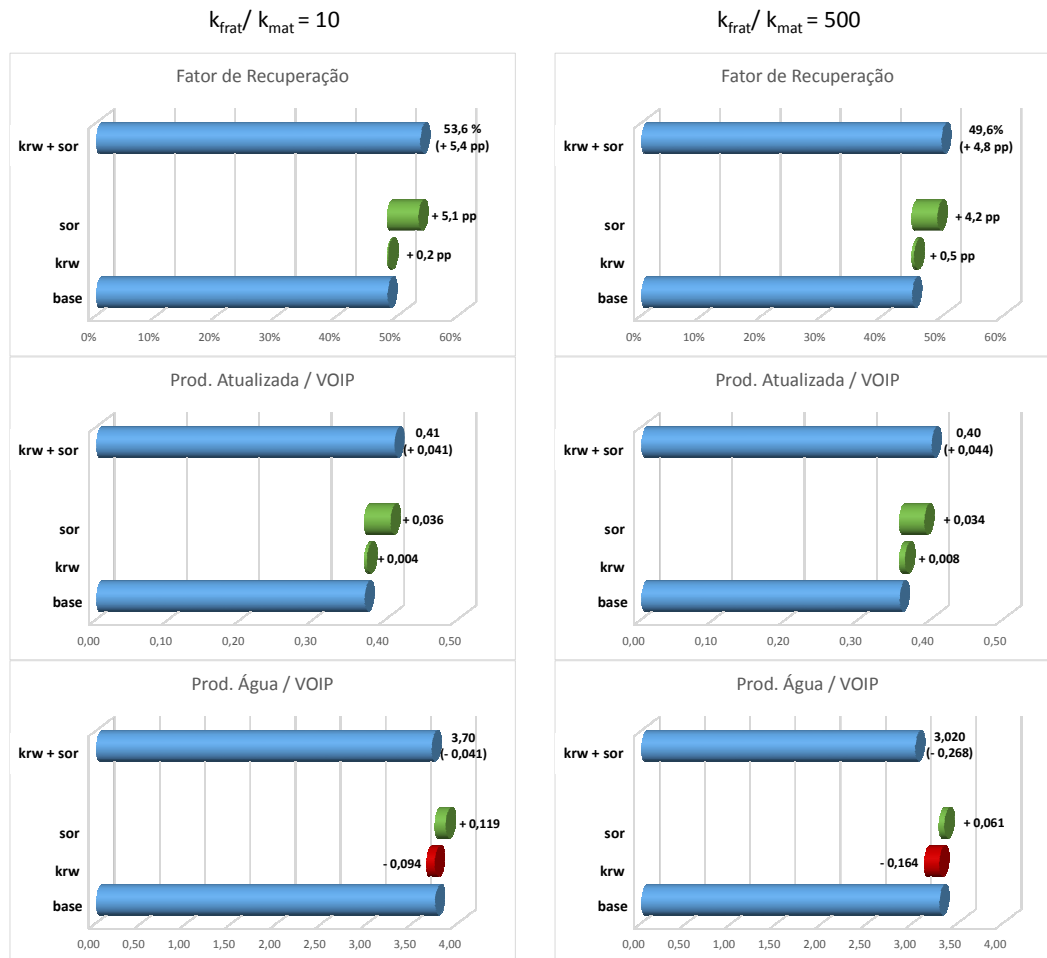 k_frat/ k_mat = 10
k_frat/ k_mat = 500
Fator de Recuperação
krw + sor
53,6 %
(+ 5,4 pp)
sor
+ 5,1 pp
krw
+ 0,2 pp
base
0% 10% 20% 30% 40% 50% 60%
Fator de Recuperação
krw + sor
49,6%
(+ 4,8 pp)
sor
+ 4,2 pp
krw
+ 0,5 pp
base
0% 10% 20% 30% 40% 50% 60%
Prod. Atualizada / VOIP
krw + sor
0,41
(+ 0,041)
sor
+ 0,036
krw
+ 0,004
base
0,00 0,10 0,20 0,30 0,40 0,50
Prod. Atualizada / VOIP
krw + sor
0,40
(+ 0,044)
sor
+ 0,034
krw
+ 0,008
base
0,00 0,10 0,20 0,30 0,40 0,50
Prod. Água / VOIP
krw + sor
3,70
(- 0,041)
sor
+ 0,119
krw
- 0,094
base
0,00 0,50 1,00 1,50 2,00 2,50 3,00 3,50 4,00
Prod. Água / VOIP
krw + sor
3,020
(- 0,268)
sor
+ 0,061
krw
- 0,164
base
0,00 0,50 1,00 1,50 2,00 2,50 3,00 3,50 4,00